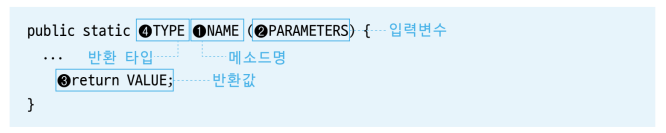 public static ❹TYPE ❶NAME (❷PARAMETERS) { 입력변수
... 반환 타입 메소드명
❸return VALUE; 반환값
}